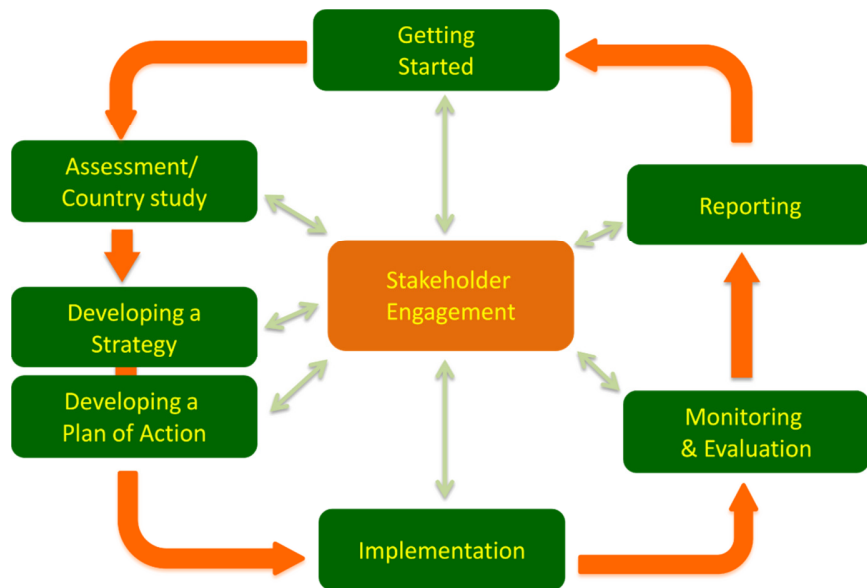 Getting
Started
Assessment/
Country study
Reporting
Stakeholder
Engagement
Developing a
Strategy
Developing a
Plan of Action
Monitoring
& Evaluation
Implementation